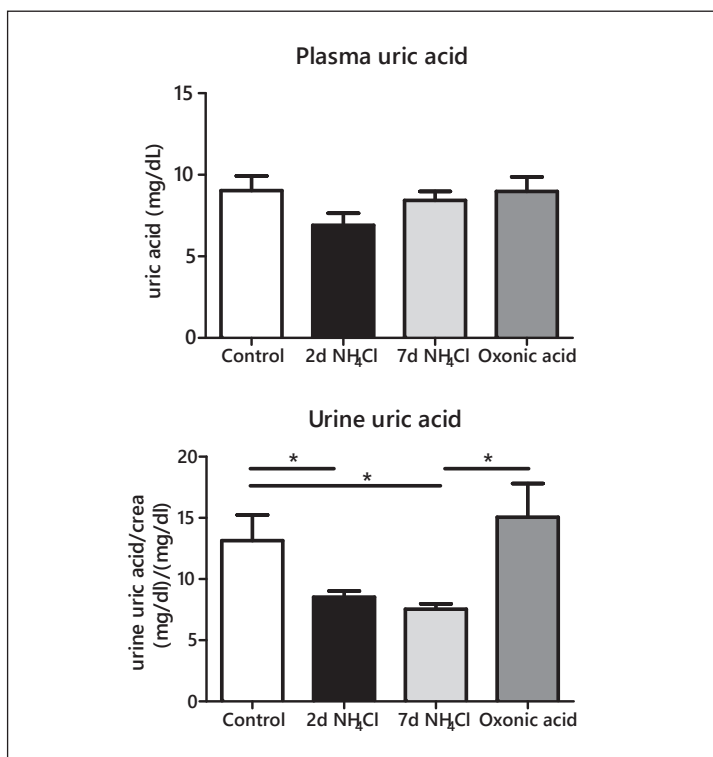 Plasma uric acid
uric acid (mg/dL)
15
10
5
0
Control 2d NH4Cl 7d NH4Cl Oxonic acid
Urine uric acid
urine uric acid/crea
(mg/dl)/(mg/dl)
20
15
10
5
0
* * *
Control 2d NH4Cl 7d NH4Cl Oxonic acid